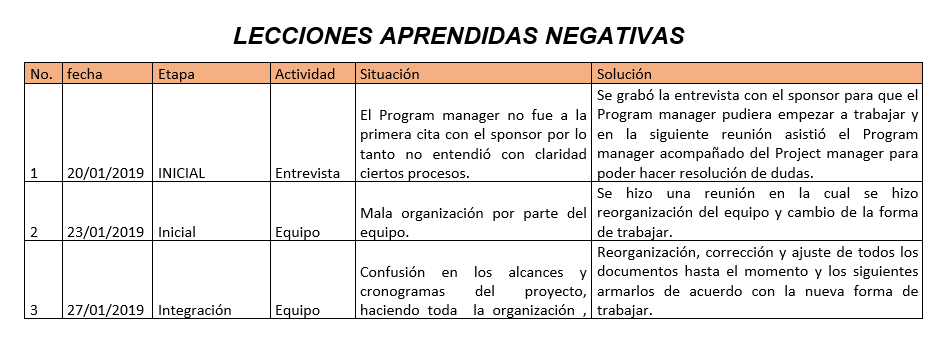 LECCIONES APRENDIDAS NEGATIVAS
No. fecha Etapa Actividad Situación Solución
El Program manager no fue a la
primera cita con el sponsor por lo
tanto no entendió con claridad
ciertos procesos.
Se grabó la entrevista con el sponsor para que el
Program manager pudiera empezar a trabajar y
en la siguiente reunión asistió el Program
manager acompañado del Project manager para
poder hacer resolución de dudas.
1 20/01/2019 INICIAL Entrevista
Mala organización por parte del
equipo.
Se hizo una reunión en la cual se hizo
reorganización del equipo y cambio de la forma
de trabajar.
2 23/01/2019 Inicial Equipo
Confusión en los alcances y
cronogramas del proyecto,
haciendo toda la organización ,
Reorganización, corrección y ajuste de todos los
documentos hasta el momento y los siguientes
armarlos de acuerdo con la nueva forma de
trabajar.
3 27/01/2019 Integración Equipo